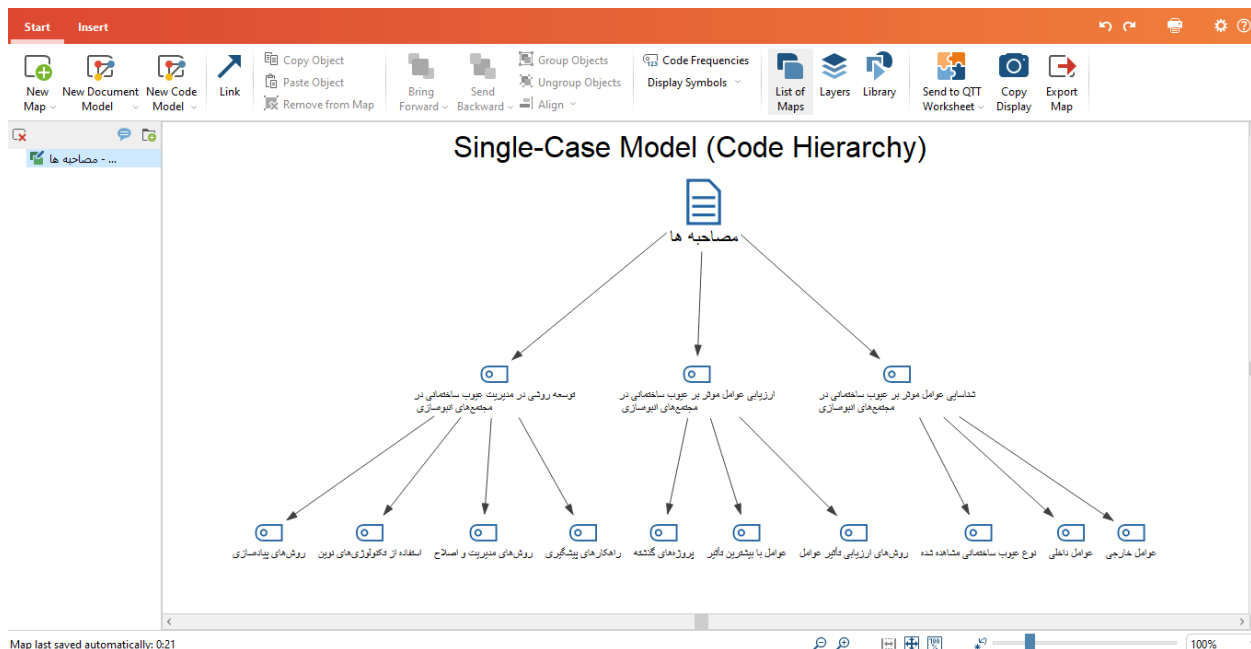 Start Insert
New Map
New Document Model
New Code Model
Link
Copy Object
Paste Object
Remove from Map
Bring Forward
Send Backward
Group Objects
Ungroup Objects
Align
Code Frequencies
Display Symbols
List of Maps
Layers
Library
Send to QTT Worksheet
Copy Display
Export Map
... - مصاحبه ها
Single-Case Model (Code Hierarchy)
مصاحبه ها
شناسایی عوامل موثر بر عیوب ساختمانی در
مجتمع‌های انبوه‌سازی
ارزیابی عوامل موثر بر عیوب ساختمانی در
مجتمع‌های انبوه‌سازی
توسعه روشی در مدیریت عیوب ساختمانی در
مجتمع‌های انبوه‌سازی
عوامل خارجی
عوامل داخلی
نوع عیوب ساختمانی مشاهده شده
روش‌های ارزیابی تأثیر عوامل
عوامل با بیشترین تأثیر
پروژه‌های گذشته
راهکارهای پیشگیری
روش‌های مدیریت و اصلاح
استفاده از تکنولوژی‌های نوین
روش‌های پیاده‌سازی
Map last saved automatically: 0:21
100%